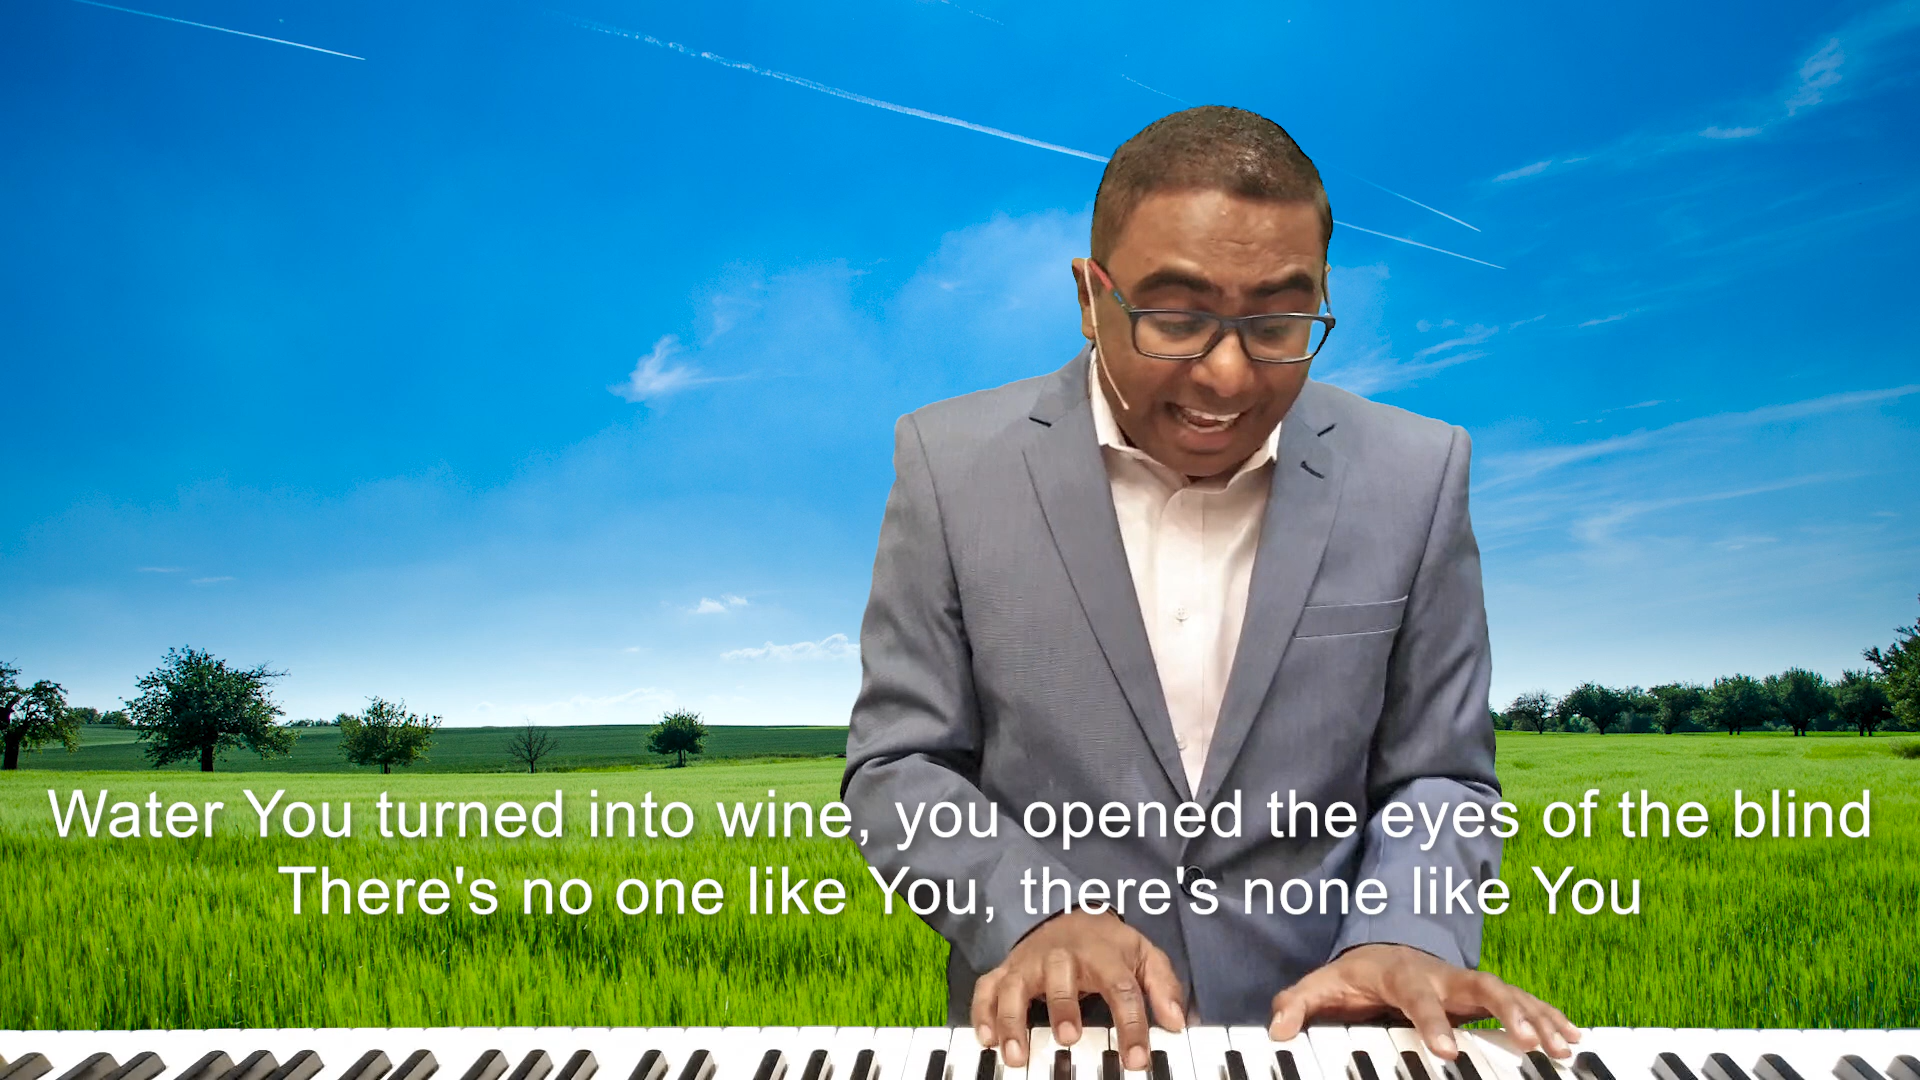 Water You turned into wine, you opened the eyes of the blind
There's no one like You, there's none like You